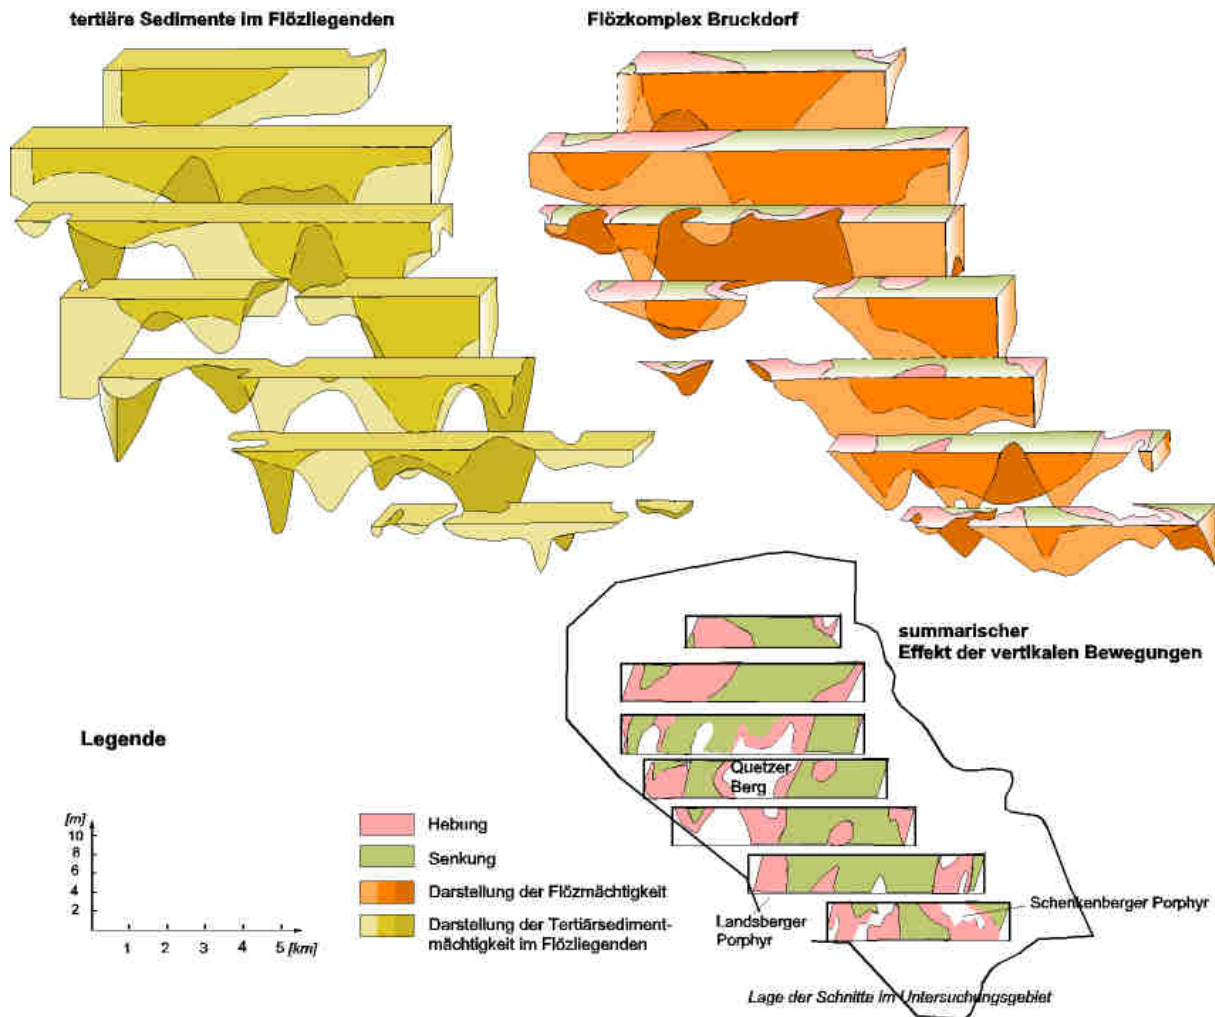 tertiäre Sedimente im Flözliegenden
Flözkomplex Bruckdorf
summarischer
Effekt der vertikalen Bewegungen
Quetzer
Berg
Landsberger
Porphyr
Schenkenberger Porphyr
Lage der Schnitte im Untersuchungsgebiet
Legende
[m]
10
8
6
4
2
1 2 3 4 5 [km]
Hebung
Senkung
Darstellung der Flözmächtigkeit
Darstellung der Tertiärsediment-
mächtigkeit im Flözliegenden